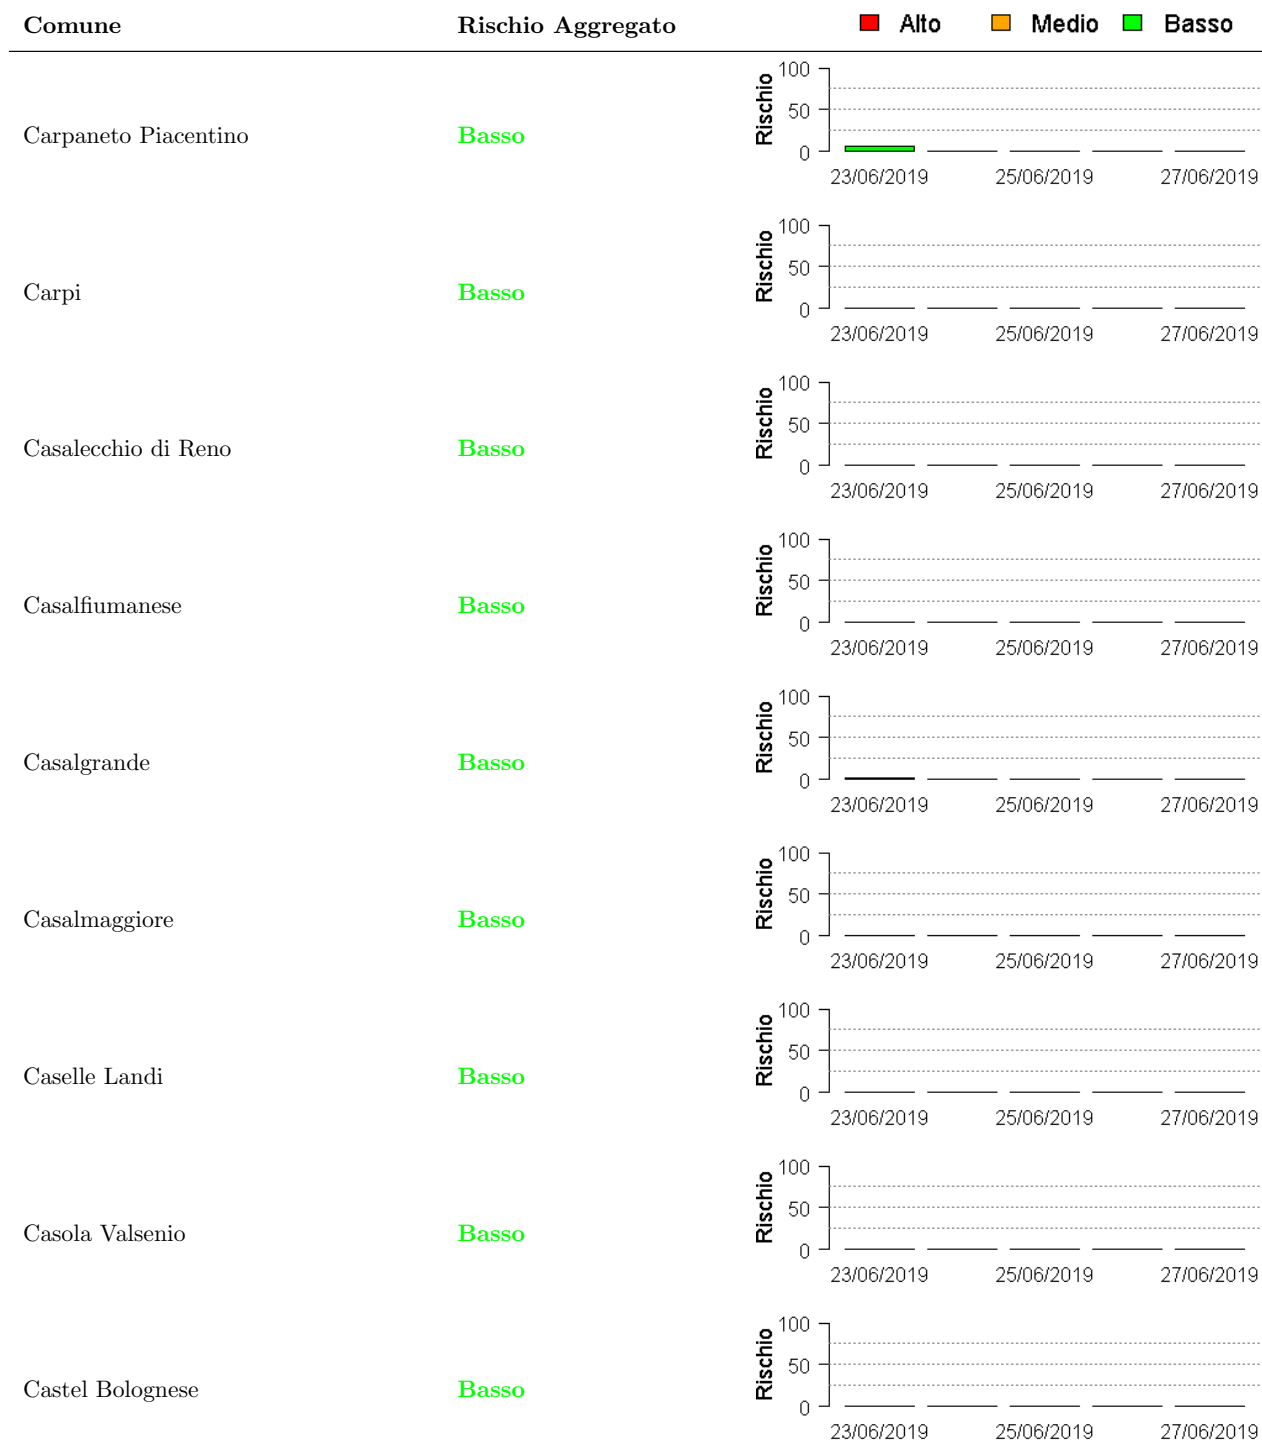 Comune Rischio Aggregato Alto Medio Basso
Carpaneto Piacentino Basso
Rischio
100
50
0
23/06/2019 25/06/2019 27/06/2019
Carpi Basso
Rischio
100
50
0
23/06/2019 25/06/2019 27/06/2019
Casalecchio di Reno Basso
Rischio
100
50
0
23/06/2019 25/06/2019 27/06/2019
Casalfiumanese Basso
Rischio
100
50
0
23/06/2019 25/06/2019 27/06/2019
Casalgrande Basso
Rischio
100
50
0
23/06/2019 25/06/2019 27/06/2019
Casalmaggiore Basso
Rischio
100
50
0
23/06/2019 25/06/2019 27/06/2019
Caselle Landi Basso
Rischio
100
50
0
23/06/2019 25/06/2019 27/06/2019
Casola Valsenio Basso
Rischio
100
50
0
23/06/2019 25/06/2019 27/06/2019
Castel Bolognese Basso
Rischio
100
50
0
23/06/2019 25/06/2019 27/06/2019